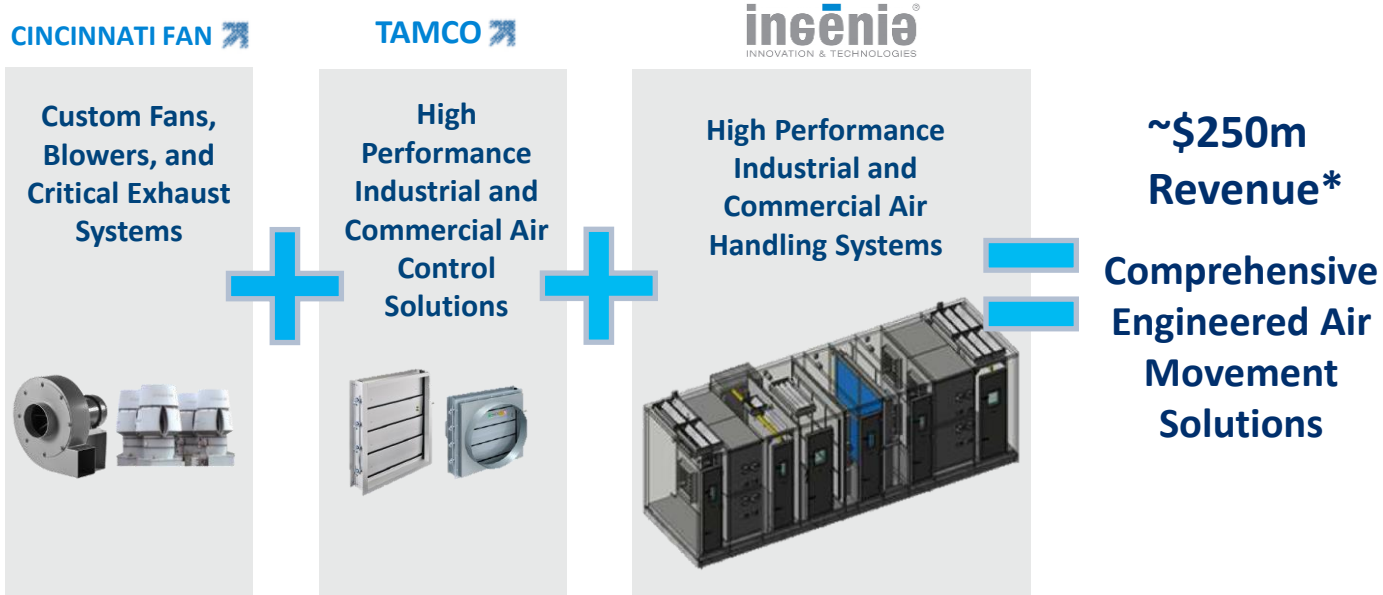 CINCINNATI FAN
Custom Fans,
Blowers, and
Critical Exhaust
Systems
TAMCO
High
Performance
Industrial and
Commercial Air
Control
Solutions
ingēnia®
INNOVATION & TECHNOLOGIES
High Performance
Industrial and
Commercial Air
Handling Systems
~$250m
Revenue*
Comprehensive
Engineered Air
Movement
Solutions